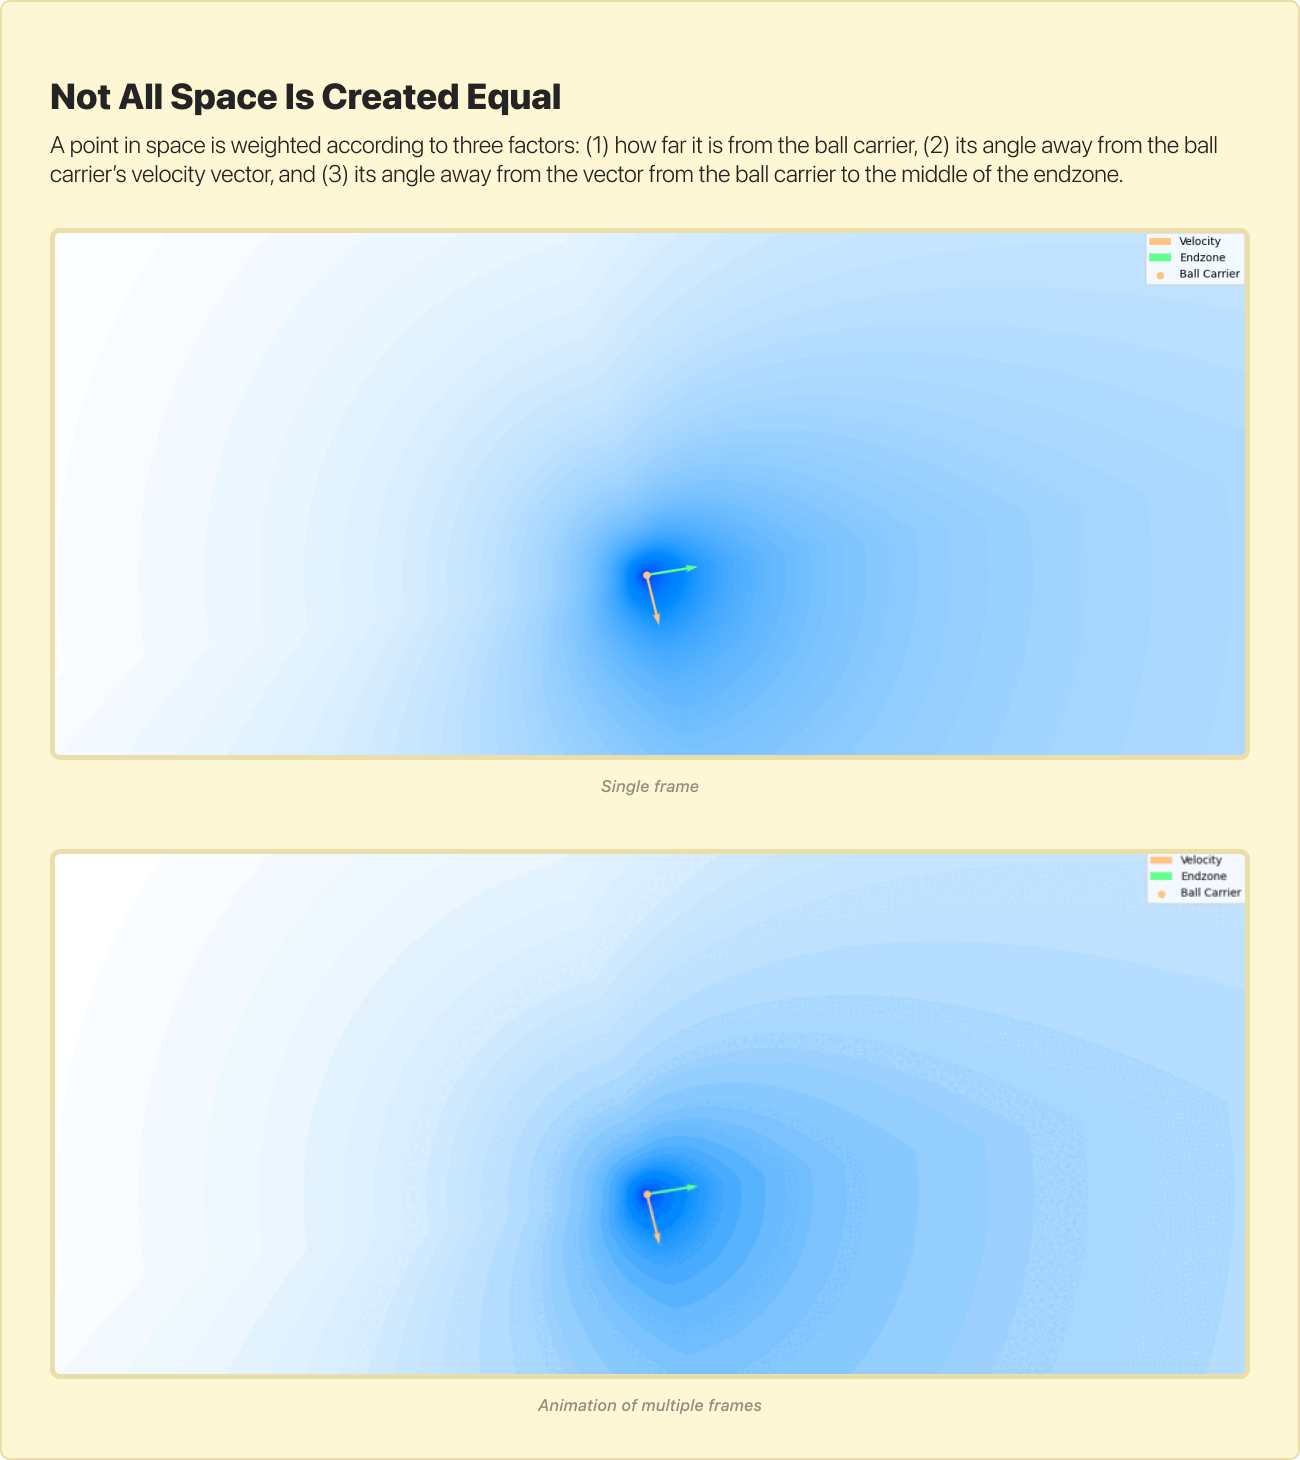 Not All Space Is Created Equal
A point in space is weighted according to three factors: (1) how far it is from the ball carrier, (2) its angle away from the ball
carrier’s velocity vector, and (3) its angle away from the vector from the ball carrier to the middle of the endzone.
Velocity
Endzone
Ball Carrier
Single frame
Velocity
Endzone
Ball Carrier
Animation of multiple frames